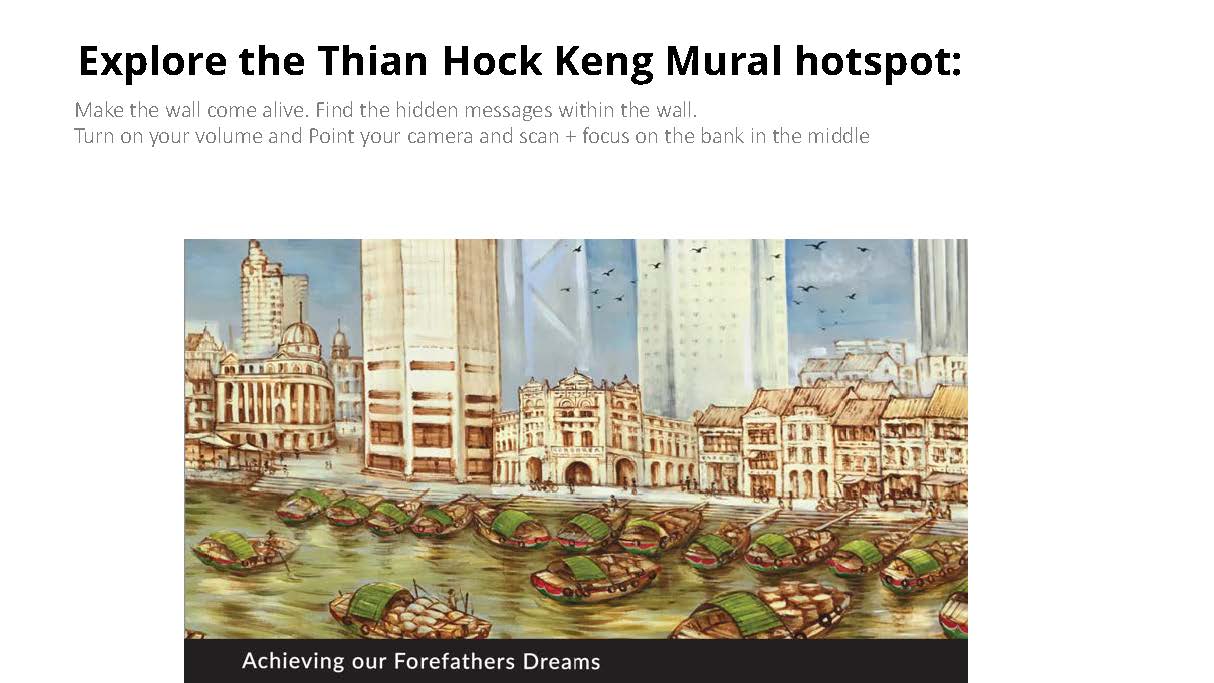 Explore the Thian Hock Keng Mural hotspot:
Make the wall come alive. Find the hidden messages within the wall.
Turn on your volume and Point your camera and scan + focus on the bank in the middle
Achieving our Forefathers Dreams